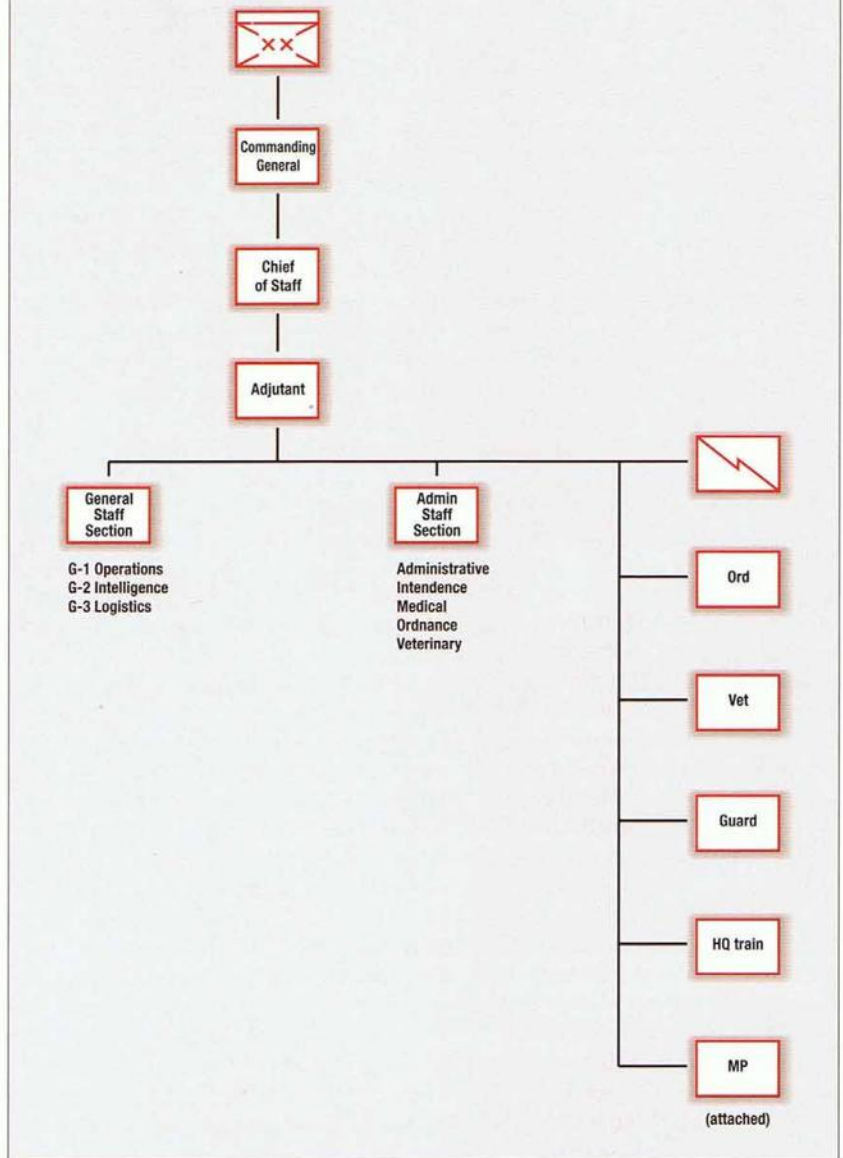 ××
Commanding
General
Chief
of Staff
Adjutant
General
Staff
Section
G-1 Operations
G-2 Intelligence
G-3 Logistics
Admin
Staff
Section
Administrative
Intendence
Medical
Ordnance
Veterinary
Ord
Vet
Guard
HQ train
MP
(attached)